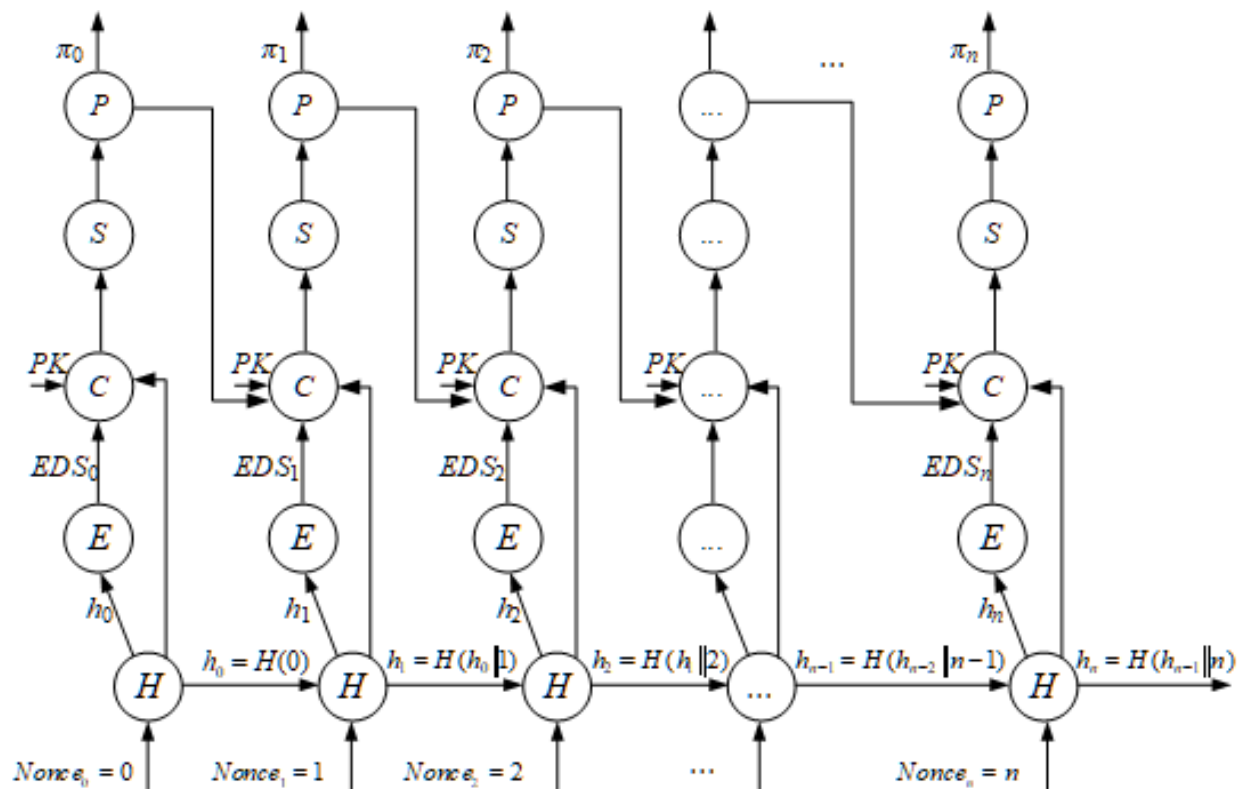 π₀ π₁ π₂ ... πₙ
P P P ... P
S S S ... S
PK PK PK PK PK
C C C ... C
EDS₀ EDS₁ EDS₂ EDSₙ
E E E ... E
h₀ h₁ h₂ hₙ
h₀ = H(0) h₁ = H(h₀‖1) h₂ = H(h₁‖2) hₙ₋₁ = H(hₙ₋₂‖n−1) hₙ = H(hₙ₋₁‖n)
H H H ... H
Nonce₀ = 0 Nonce₁ = 1 Nonce₂ = 2 ... Nonceₙ = n